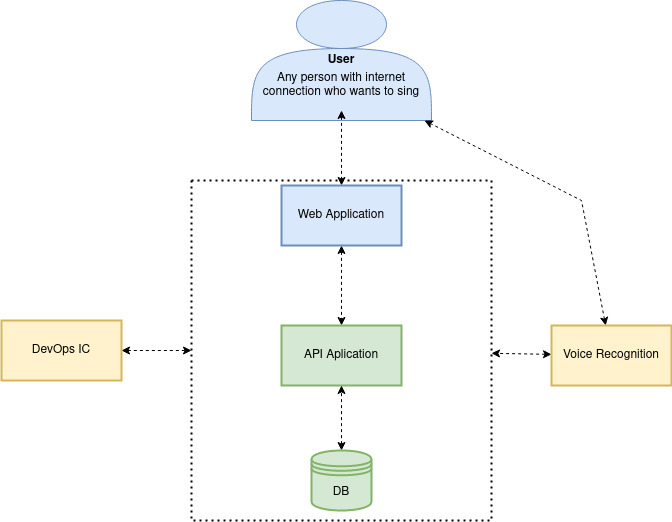 User
Any person with internet
connection who wants to sing
Web Application
DevOps IC
API Aplication
Voice Recognition
DB